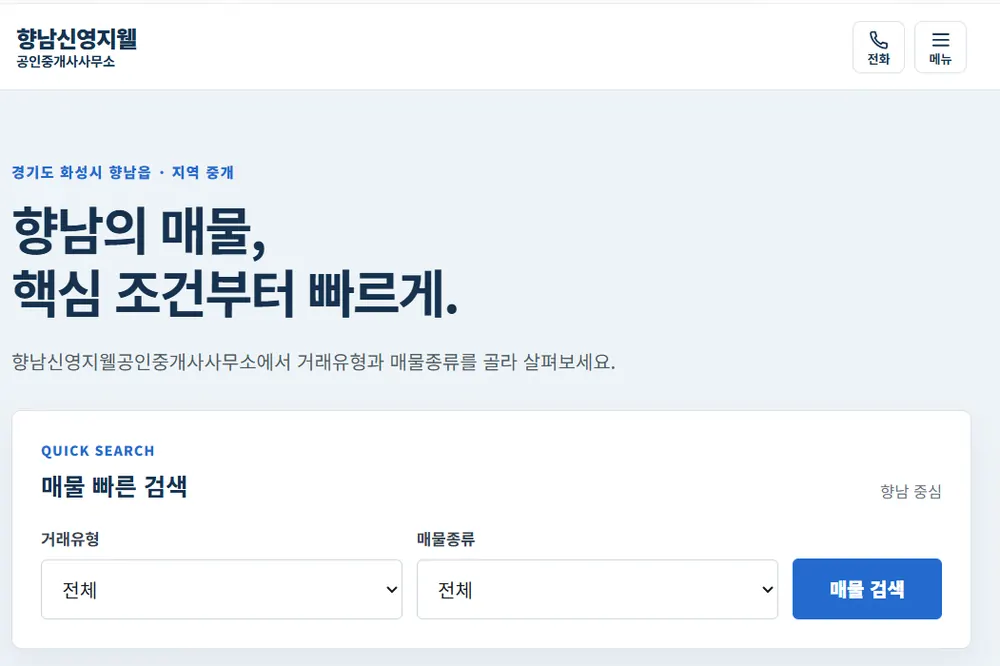 향남신영지웰
공인중개사사무소
전화
메뉴
경기도 화성시 향남읍 · 지역 중개
향남의 매물,
핵심 조건부터 빠르게.
향남신영지웰공인중개사사무소에서 거래유형과 매물종류를 골라 살펴보세요.
QUICK SEARCH
매물 빠른 검색
향남 중심
거래유형
매물종류
전체
전체
매물 검색